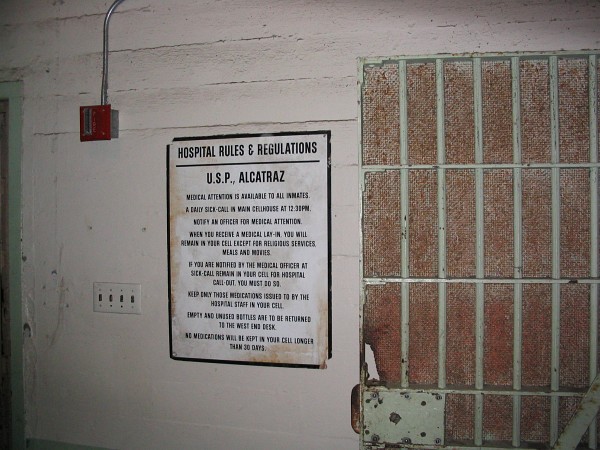 HOSPITAL RULES & REGULATIONS
U.S.P., ALCATRAZ
MEDICAL ATTENTION IS AVAILABLE TO ALL INMATES.
A DAILY SICK-CALL IN MAIN CELLHOUSE AT 12:30PM.
NOTIFY AN OFFICER FOR MEDICAL ATTENTION.
WHEN YOU RECEIVE A MEDICAL LAY-IN, YOU WILL
REMAIN IN YOUR CELL EXCEPT FOR RELIGIOUS SERVICES,
MEALS AND MOVIES.
IF YOU ARE NOTIFIED BY THE MEDICAL OFFICER AT
SICK-CALL REMAIN IN YOUR CELL FOR HOSPITAL
CALL-OUT, YOU MUST DO SO.
KEEP ONLY THOSE MEDICATIONS ISSUED TO BY THE
HOSPITAL STAFF IN YOUR CELL.
EMPTY AND UNUSED BOTTLES ARE TO BE RETURNED
TO THE WEST END DESK.
NO MEDICATIONS WILL BE KEPT IN YOUR CELL LONGER
THAN 30 DAYS.